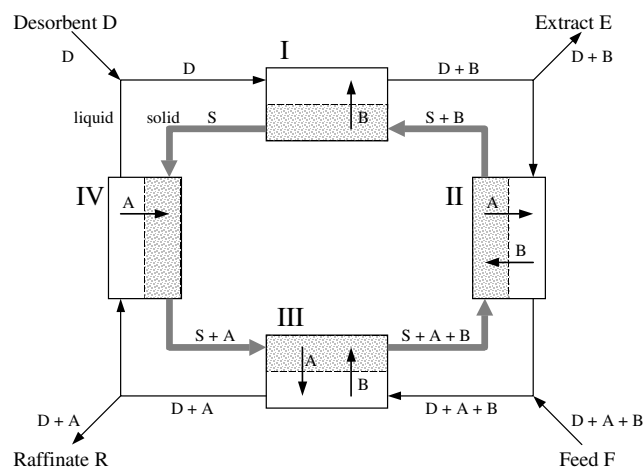 Desorbent D
Extract E
D
D
I
D + B
D + B
liquid
solid
S
B
S + B
IV
A
II
A
B
III
S + A
A
B
S + A + B
D + A
D + A
D + A + B
D + A + B
Raffinate R
Feed F